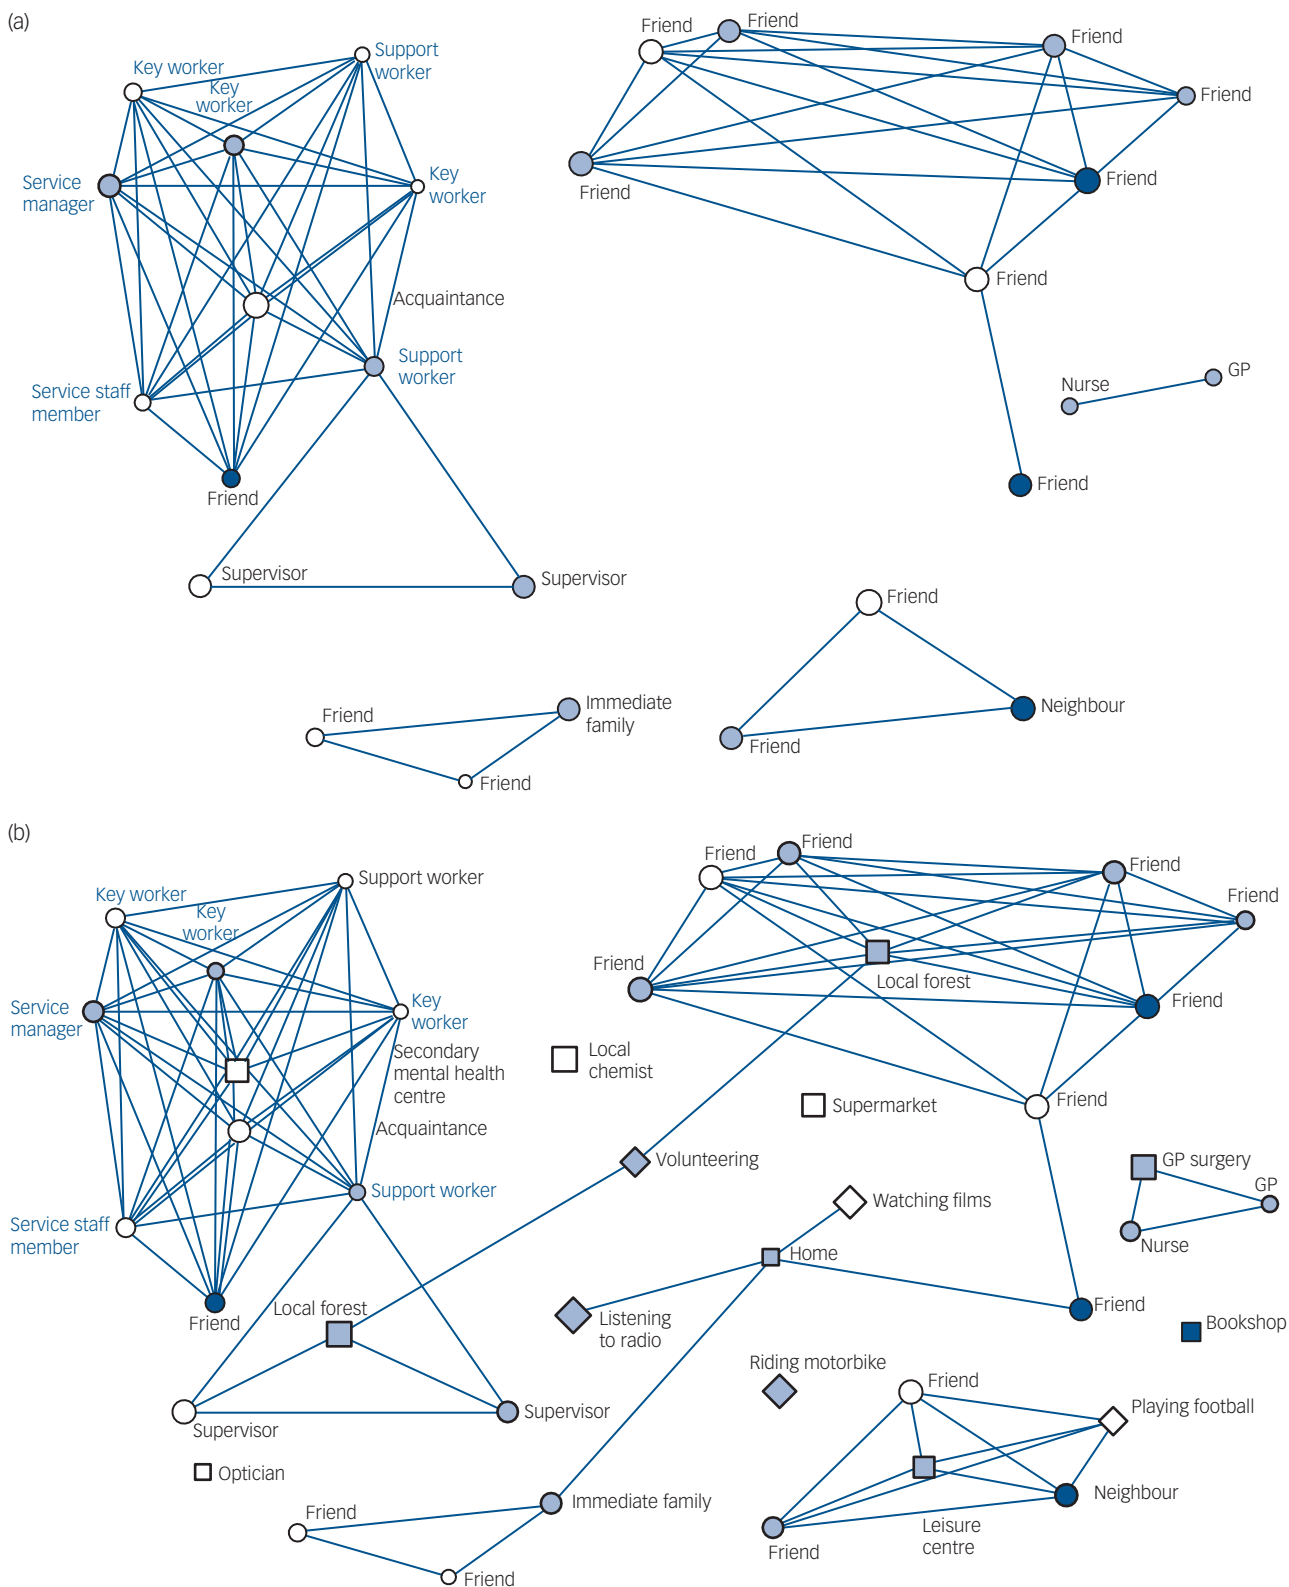 (a)
Friend
Friend
Support
worker
Friend
Key worker
Key
worker
Friend
Service
manager
Key
worker
Friend
Friend
Friend
Acquaintance
Support
worker
GP
Nurse
Service staff
member
Friend
Friend
Supervisor
Supervisor
Friend
Immediate
family
Neighbour
Friend
Friend
Friend
(b)
Friend
Friend
Friend
Support worker
Key worker
Key
worker
Friend
Friend
Local forest
Service
manager
Key
worker
Friend
Secondary
mental health
centre
Local
chemist
Supermarket
Friend
Acquaintance
Volunteering
GP surgery
GP
Support worker
Watching films
Service staff
member
Nurse
Home
Local forest
Friend
Friend
Listening
to radio
Bookshop
Riding motorbike
Friend
Playing football
Supervisor
Supervisor
Optician
Neighbour
Immediate family
Friend
Leisure
centre
Friend
Friend